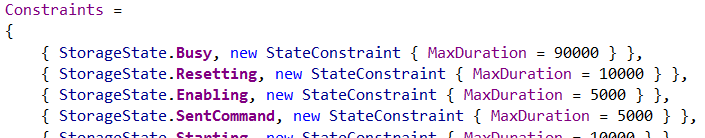 Constraints =
{
{ StorageState.Busy, new StateConstraint { MaxDuration = 90000 } },
{ StorageState.Resetting, new StateConstraint { MaxDuration = 10000 } },
{ StorageState.Enabling, new StateConstraint { MaxDuration = 5000 } },
{ StorageState.SentCommand, new StateConstraint { MaxDuration = 5000 } },
{ StorageState.Starting, new StateConstraint { MaxDuration = 10000 } },